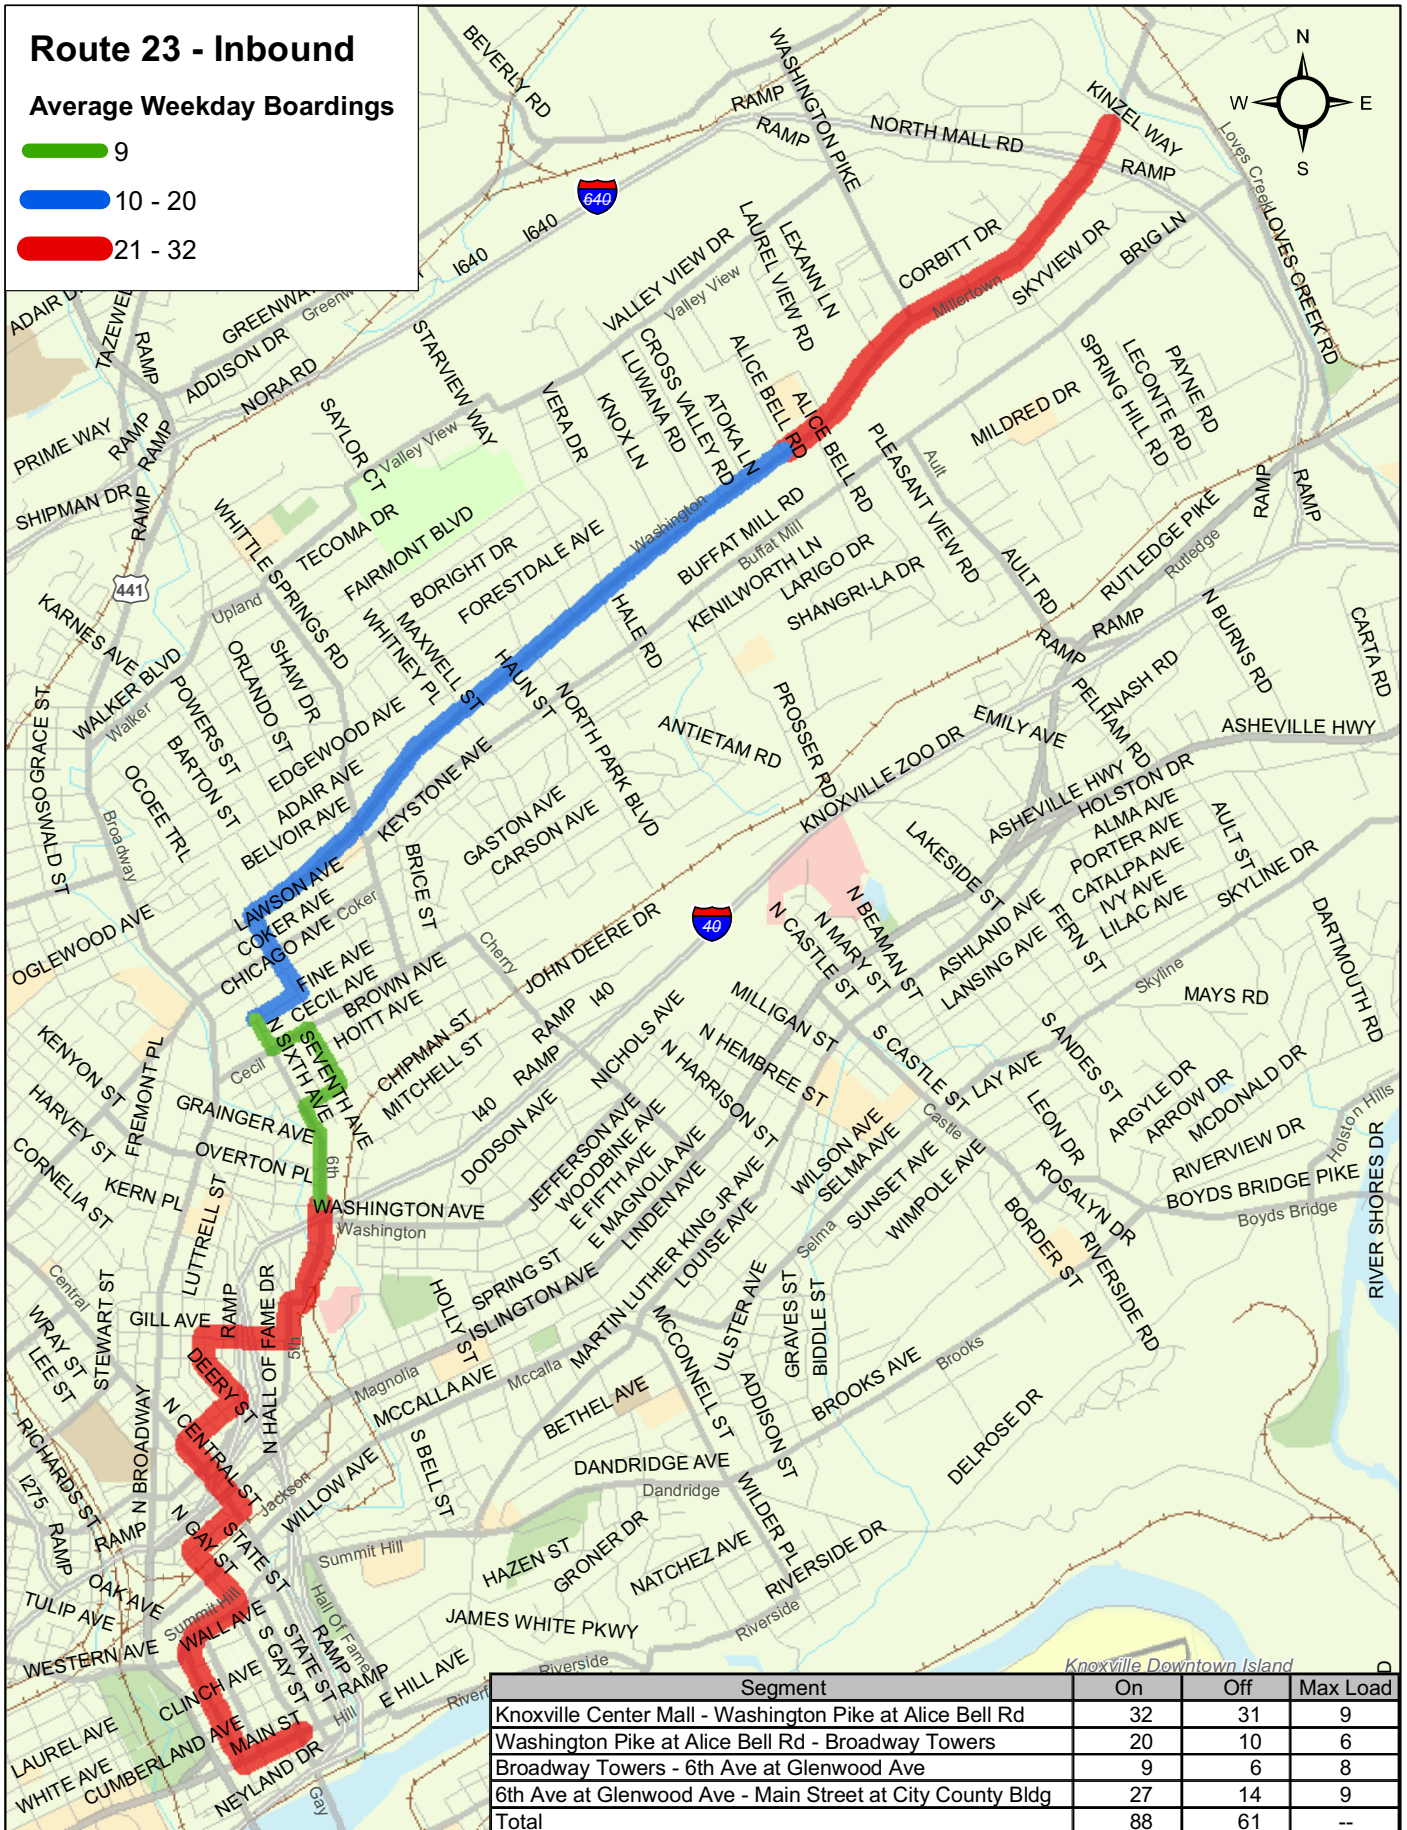 Route 23 - Inbound
Average Weekday Boardings
9
10 - 20
21 - 32
N
W
E
S
BEVERLY RD
WASHINGTON PIKE
RAMP
RAMP
NORTH MALL RD
KINZEL WAY
RAMP
Loves Creek
LOVES CREEK RD
640
I640
I640
LAUREL VIEW RD
LEXANN LN
CORBITT DR
SKYVIEW DR
BRIG LN
VALLEY VIEW DR
Valley View
Millertown
ADAIR D
TAZEWEL
RAMP
GREENWA
Greenw
ADDISON DR
NORA RD
STARVIEW WAY
CROSS VALLEY RD
LUWANA RD
ALICE BELL RD
ALICE BELL RD
ATOKA LN
VERA DR
KNOX LN
SPRING HILL RD
LECONTE RD
PAYNE RD
MILDRED DR
PRIME WAY
RAMP
RAMP
SAYLOR CT
Valley View
PLEASANT VIEW RD
Ault
SHIPMAN DR
RAMP
RAMP
RAMP
WHITTLE SPRINGS RD
TECOMA DR
FAIRMONT BLVD
BORIGHT DR
FORESTDALE AVE
Washington
BUFFAT MILL RD
Buffat Mill
KENILWORTH LN
LARIGO DR
SHANGRI-LA DR
AULT RD
RUTLEDGE PIKE
Rutledge
441
KARNES AVE
Upland
WALKER BLVD
Walker
ORLANDO ST
SHAW DR
WHITNEY PL
MAXWELL ST
HAUN ST
HALE RD
RAMP
RAMP
N BURNS RD
CARTA RD
POWERS ST
BARTON ST
OCOEE TRL
EDGEWOOD AVE
ADAIR AVE
BELVOIR AVE
KEYSTONE AVE
NORTH PARK BLVD
ANTIETAM RD
PROSSER RD
KNOXVILLE ZOO DR
EMILY AVE
PELHAM RD
NASH RD
ASHEVILLE HWY
ASHEVILLE HWY
HOLSTON DR
GRACE ST
OSWALD ST
Broadway
GASTON AVE
CARSON AVE
BRICE ST
LAKESIDE ST
ALMA AVE
PORTER AVE
CATALPA AVE
IVY AVE
LILAC AVE
AULT ST
SKYLINE DR
Skyline
OGLEWOOD AVE
LAWSON AVE
COKER AVE
Coker
CHICAGO AVE
FINE AVE
CECIL AVE
BROWN AVE
HOITT AVE
Cherry
JOHN DEERE DR
40
N CASTLE ST
N MARY ST
N BEAMAN ST
ASHLAND AVE
LANSING AVE
FERN ST
DARTMOUTH RD
MAYS RD
I40
RAMP
RAMP
I40
N SIXTH AVE
SEVENTH AVE
Cecil
CHIPMAN ST
MITCHELL ST
NICHOLS AVE
MILLIGAN ST
N HEMBREE ST
N HARRISON ST
S CASTLE ST
Castle
LAY AVE
S ANDES ST
LEON DR
ARGYLE DR
ARROW DR
MCDONALD DR
RIVERVIEW DR
Holston Hills
KENYON ST
HARVEY ST
FREMONT PL
GRAINGER AVE
OVERTON PL
6th
CORNELIA ST
KERN PL
LUTTRELL ST
WASHINGTON AVE
Washington
DODSON AVE
JEFFERSON AVE
WOODBINE AVE
E FIFTH AVE
E MAGNOLIA AVE
LINDEN AVE
MARTIN LUTHER KING JR AVE
LOUISE AVE
WILSON AVE
SELMA AVE
Selma
SUNSET AVE
WIMPOLE AVE
BORDER ST
ROSALYN DR
RIVERSIDE RD
BOYDS BRIDGE PIKE
Boyds Bridge
RIVER SHORES DR
Central
WRAY ST
LEE ST
STEWART ST
GILL AVE
RAMP
N HALL OF FAME DR
5th
DEERY ST
HOLLY ST
SPRING ST
ISLINGTON AVE
Magnolia
MCCALLA AVE
Mccalla
BETHEL AVE
MCCONNELL ST
ULSTER AVE
GRAVES ST
BIDDLE ST
ADDISON ST
BROOKS AVE
Brooks
DELROSE DR
RICHARDS ST
I275
RAMP
N BROADWAY
N CENTRAL ST
Jackson
WILLOW AVE
S BELL ST
DANDRIDGE AVE
Dandridge
WILDER PL
RAMP
N GAY ST
STATE ST
Summit Hill
HAZEN ST
GRONER DR
NATCHEZ AVE
RIVERSIDE DR
Riverside
OAK AVE
TULIP AVE
WESTERN AVE
Summit Hill
WALL AVE
Hall Of Fame
JAMES WHITE PKWY
S GAY ST
STATE ST
RAMP
RAMP
E HILL AVE
Hill
Riverside
Riverf
CLINCH AVE
LAUREL AVE
WHITE AVE
CUMBERLAND AVE
MAIN ST
NEYLAND DR
Gay
Knoxville Downtown Island
D
Segment On Off Max Load
Knoxville Center Mall - Washington Pike at Alice Bell Rd 32 31 9
Washington Pike at Alice Bell Rd - Broadway Towers 20 10 6
Broadway Towers - 6th Ave at Glenwood Ave 9 6 8
6th Ave at Glenwood Ave - Main Street at City County Bldg 27 14 9
Total 88 61 --